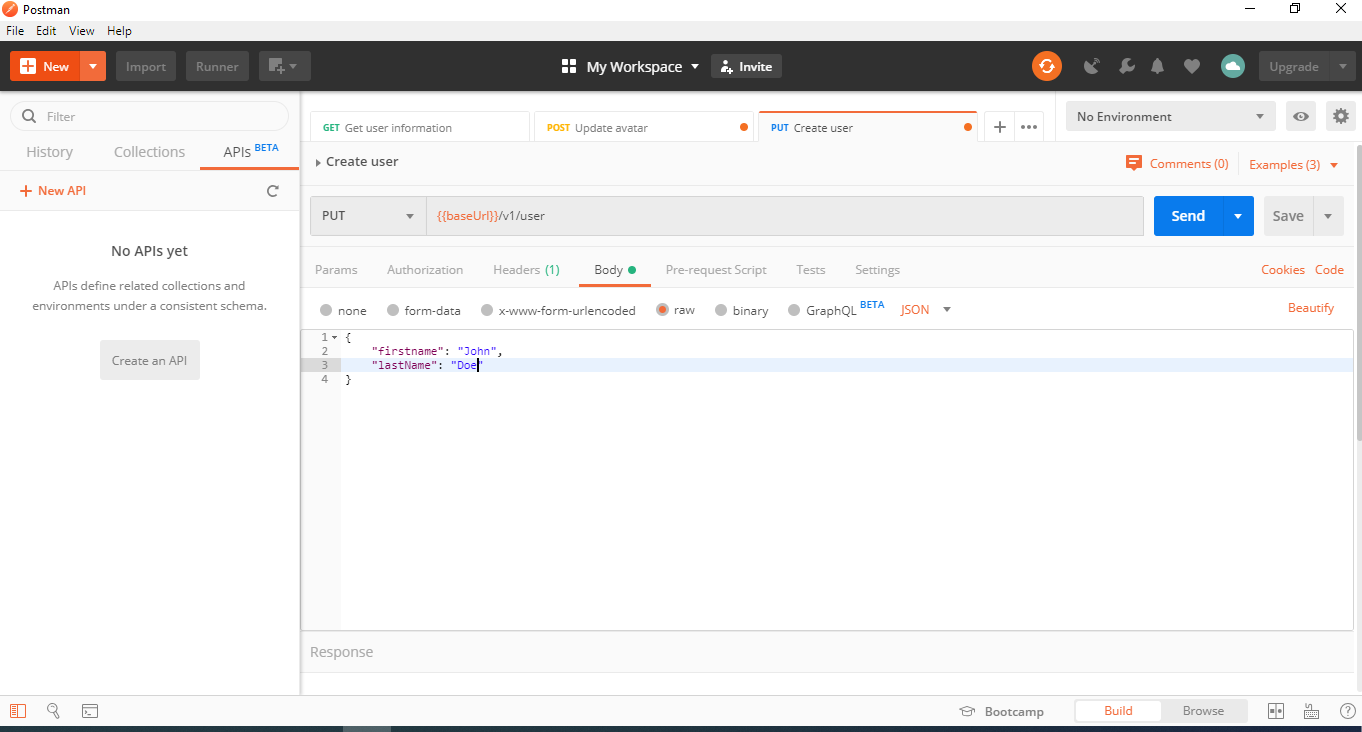 Postman
File Edit View Help
New Import Runner My Workspace Invite Upgrade
Filter
History Collections APIs BETA
New API
No APIs yet
APIs define related collections and
environments under a consistent schema.
Create an API
GET Get user information POST Update avatar PUT Create user No Environment
Create user Comments (0) Examples (3)
PUT {{baseUrl}}/v1/user Send Save
Params Authorization Headers (1) Body Pre-request Script Tests Settings Cookies Code
none form-data x-www-form-urlencoded raw binary GraphQL BETA JSON Beautify
1 {
2 "firstname": "John",
3 "lastName": "Doe"
4 }
Response
Bootcamp Build Browse